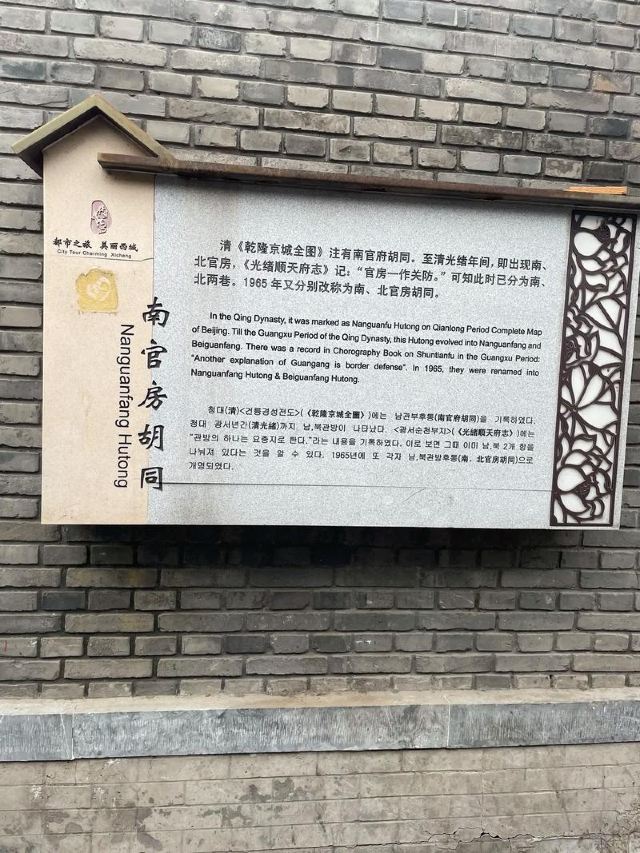 都市之旅 美丽西城
City Tour Charming Xicheng
南官房胡同
Nanguanfang Hutong
清《乾隆京城全图》注有南官府胡同。至清光绪年间,即出现南、
北官房,《光绪顺天府志》记:“官房一作关防。”可知此时已分为南、
北两巷。1965 年又分别改称为南、北官房胡同。
In the Qing Dynasty, it was marked as Nanguanfu Hutong on Qianlong Period Complete Map
of Beijing. Till the Guangxu Period of the Qing Dynasty, this Hutong evolved into Nanguanfang and
Beiguanfang. There was a record in Chorography Book on Shuntianfu in the Guangxu Period:
"Another explanation of Guangang is border defense". In 1965, they were renamed into
Nanguanfang Hutong & Beiguanfang Hutong.
청대(清)<건륭경성전도>(《乾隆京城全圖》)에는 남관부후퉁(南官府胡同)을 기록하였다.
청대 광서년간(清光緒)까지 남,북관방이 나타났다. <광서순천부지>(《光緒順天府志》)에는
"관방의 하나는 요충지로 한다."라는 내용을 기록하였다. 이로 보면 그때 이미 남,북 2개 항을
나눠져 있다는 것을 알 수 있다. 1965년에 또 각자 남,북관방후퉁(南、北官房胡同)으로
개명되었다.